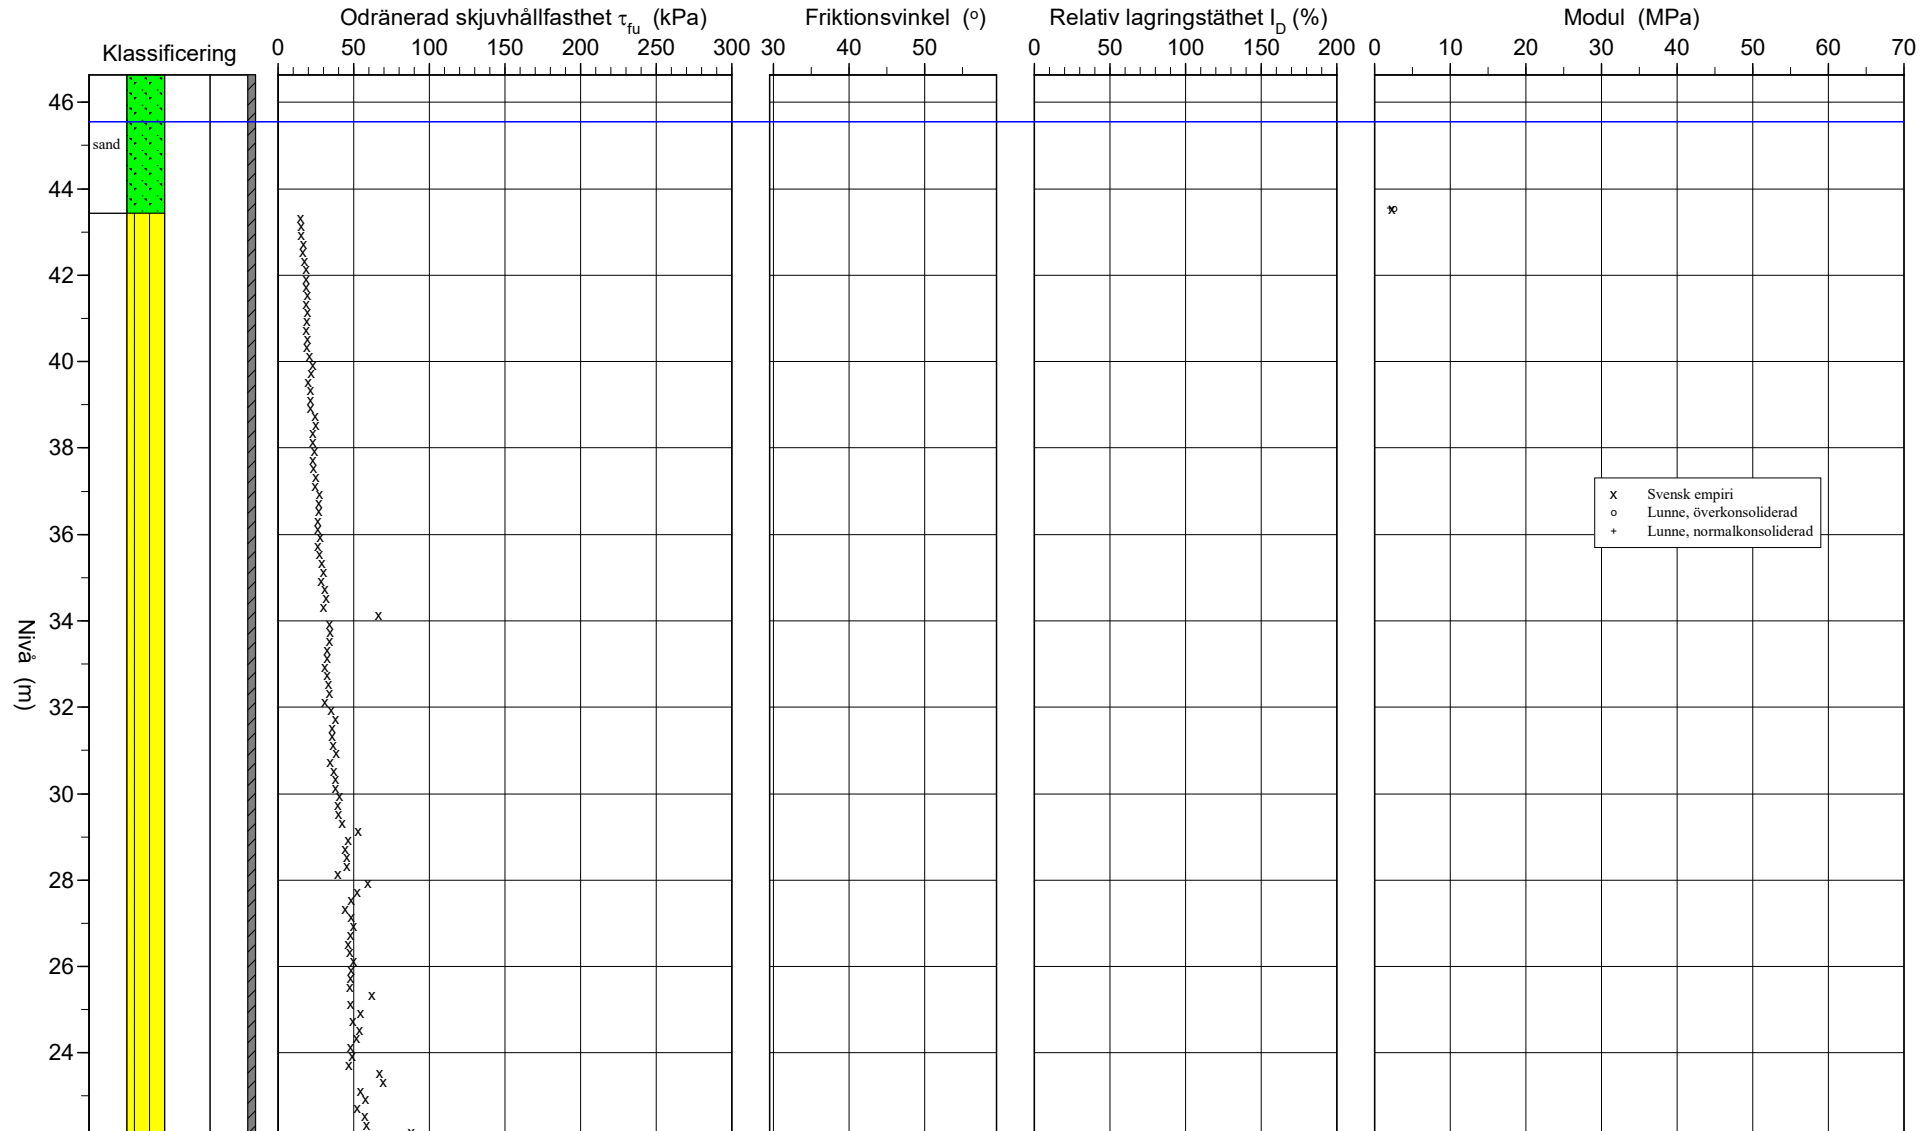 Odränerad skjuvhållfasthet τfu (kPa)
Friktionsvinkel (o)
Relativ lagringstäthet ID (%)
Modul (MPa)
Klassificering
0 50 100 150 200 250 300
30 40 50
0 50 100 150 200
0 10 20 30 40 50 60 70
46
sand
44
42
40
38
36
34
32
30
28
26
24
Nivå (m)
x Svensk empiri
o Lunne, överkonsoliderad
+ Lunne, normalkonsoliderad